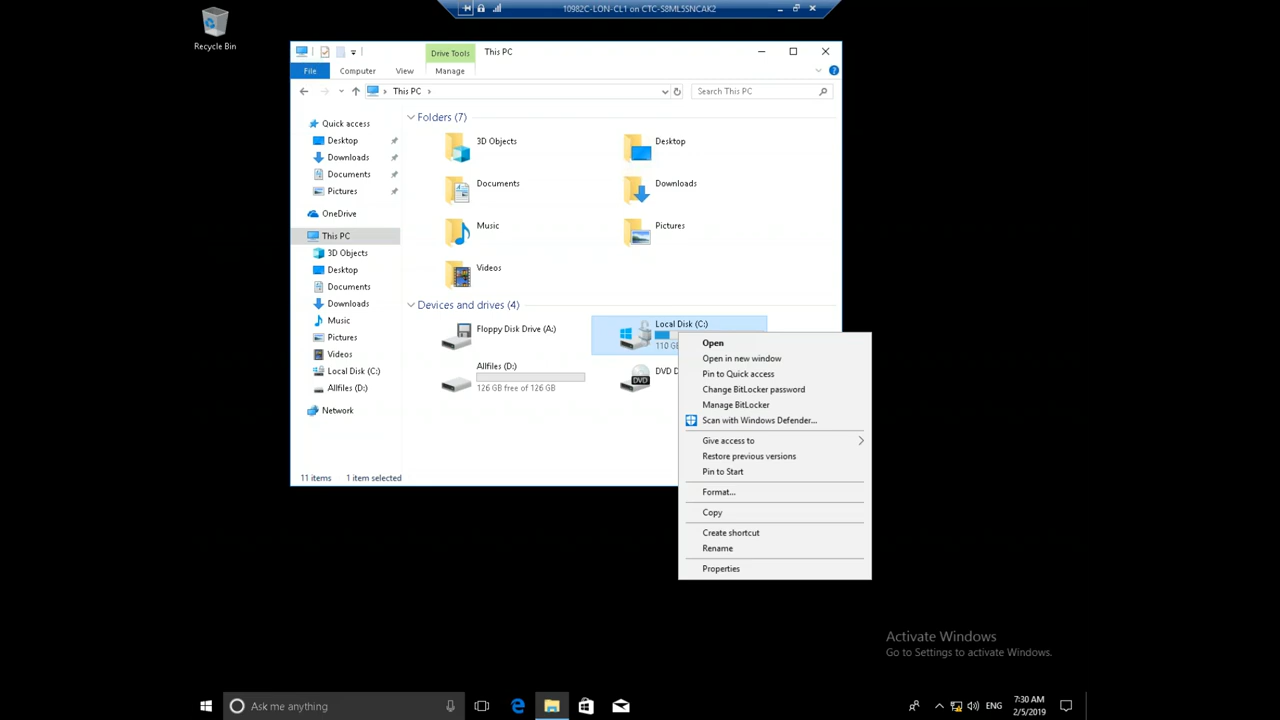 10982C-LON-CL1 on CTC-S8ML5SNCAK2
Recycle Bin
Drive Tools
This PC
File
Computer
View
Manage
This PC
Search This PC
Quick access
Desktop
Downloads
Documents
Pictures
OneDrive
This PC
3D Objects
Desktop
Documents
Downloads
Music
Pictures
Videos
Local Disk (C:)
Allfiles (D:)
Network
Folders (7)
3D Objects
Desktop
Documents
Downloads
Music
Pictures
Videos
Devices and drives (4)
Floppy Disk Drive (A:)
Local Disk (C:)
110 GB
Allfiles (D:)
126 GB free of 126 GB
DVD
DVD D
11 items
1 item selected
Open
Open in new window
Pin to Quick access
Change BitLocker password
Manage BitLocker
Scan with Windows Defender...
Give access to
Restore previous versions
Pin to Start
Format...
Copy
Create shortcut
Rename
Properties
Activate Windows
Go to Settings to activate Windows.
Ask me anything
ENG
7:30 AM
2/5/2019